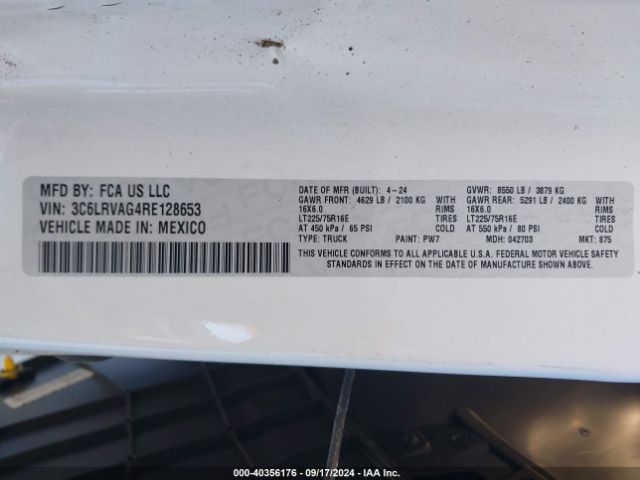 MFD BY: FCA US LLC
VIN: 3C6LRVAG4RE128653
VEHICLE MADE IN: MEXICO
DATE OF MFR (BUILT): 4-24 GVWR: 8550 LB / 3879 KG
GAWR FRONT: 4629 LB / 2100 KG WITH GAWR REAR: 5291 LB / 2400 KG WITH
16X6.0 RIMS 16X6.0 RIMS
LT225/75R16E TIRES LT225/75R16E TIRES
AT 450 kPa / 65 PSI COLD AT 550 kPa / 80 PSI COLD
TYPE: TRUCK PAINT: PW7 MDH: 042703 MKT: 875
THIS VEHICLE CONFORMS TO ALL APPLICABLE U.S.A. FEDERAL MOTOR VEHICLE SAFETY
STANDARDS IN EFFECT ON THE DATE OF MANUFACTURE SHOWN ABOVE.
000-40356176 - 09/17/2024 - IAA Inc.